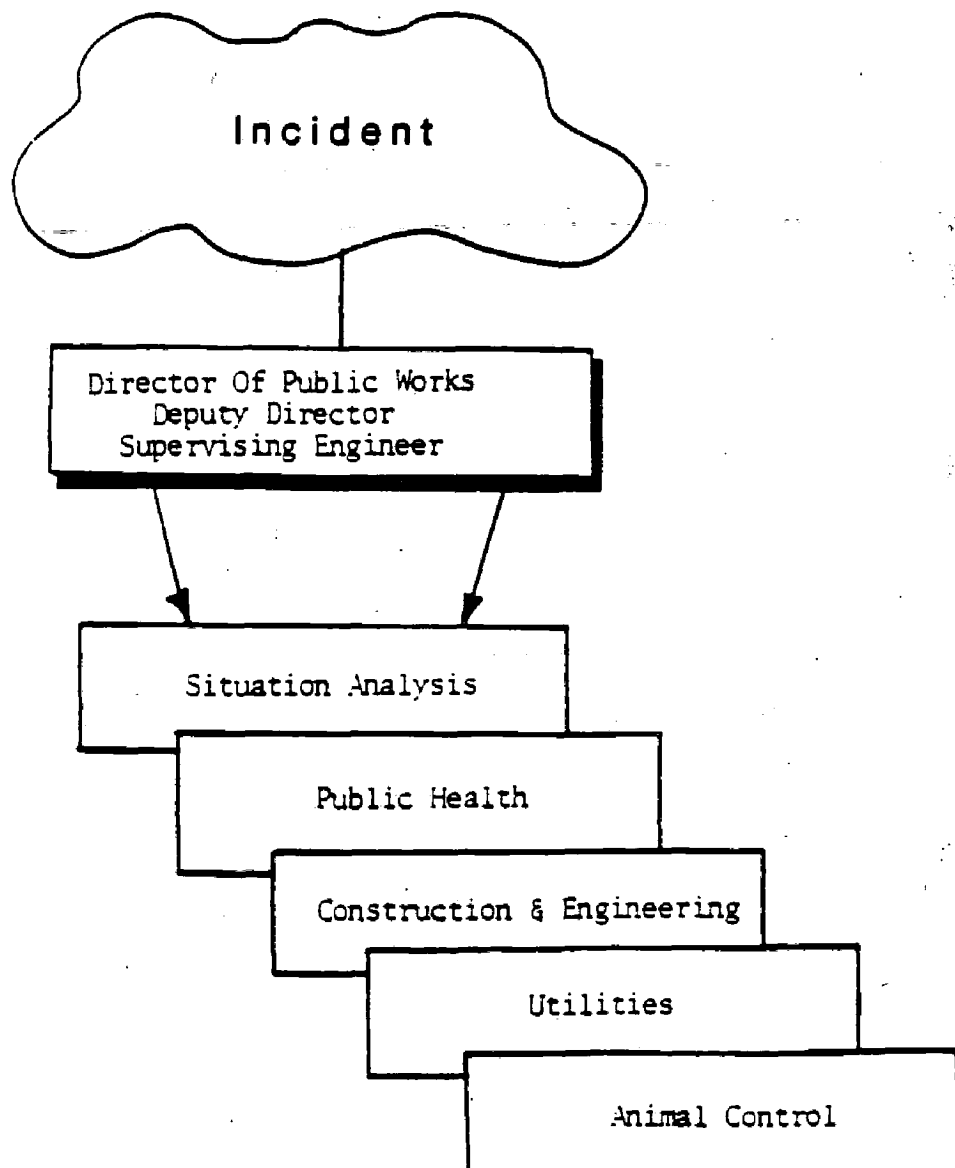 Incident
Director Of Public Works
Deputy Director
Supervising Engineer
Situation Analysis
Public Health
Construction & Engineering
Utilities
Animal Control